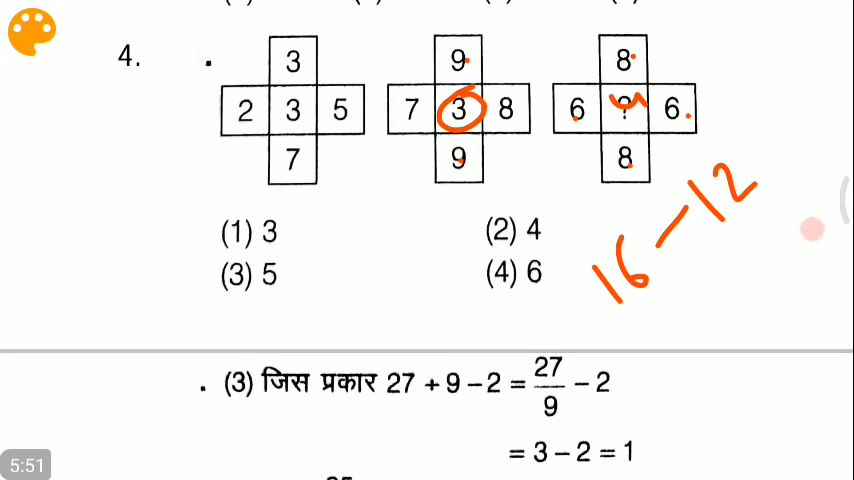 4.
3
2 3 5
7
9
7 3 8
9
8
6 ? 6
8
(1) 3 (2) 4
(3) 5 (4) 6
16 - 12
. (3) जिस प्रकार 27 + 9 - 2 = 27/9 - 2
= 3 - 2 = 1
5:51